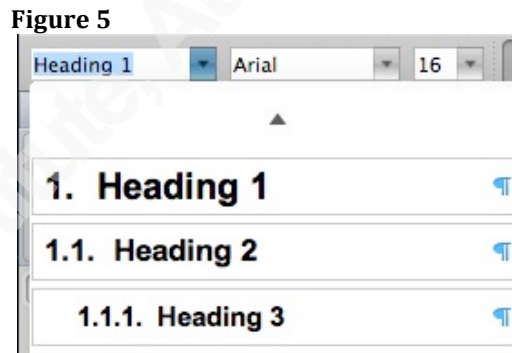 Figure 5
Heading 1 Arial 16
1. Heading 1 ¶
1.1. Heading 2 ¶
1.1.1. Heading 3 ¶